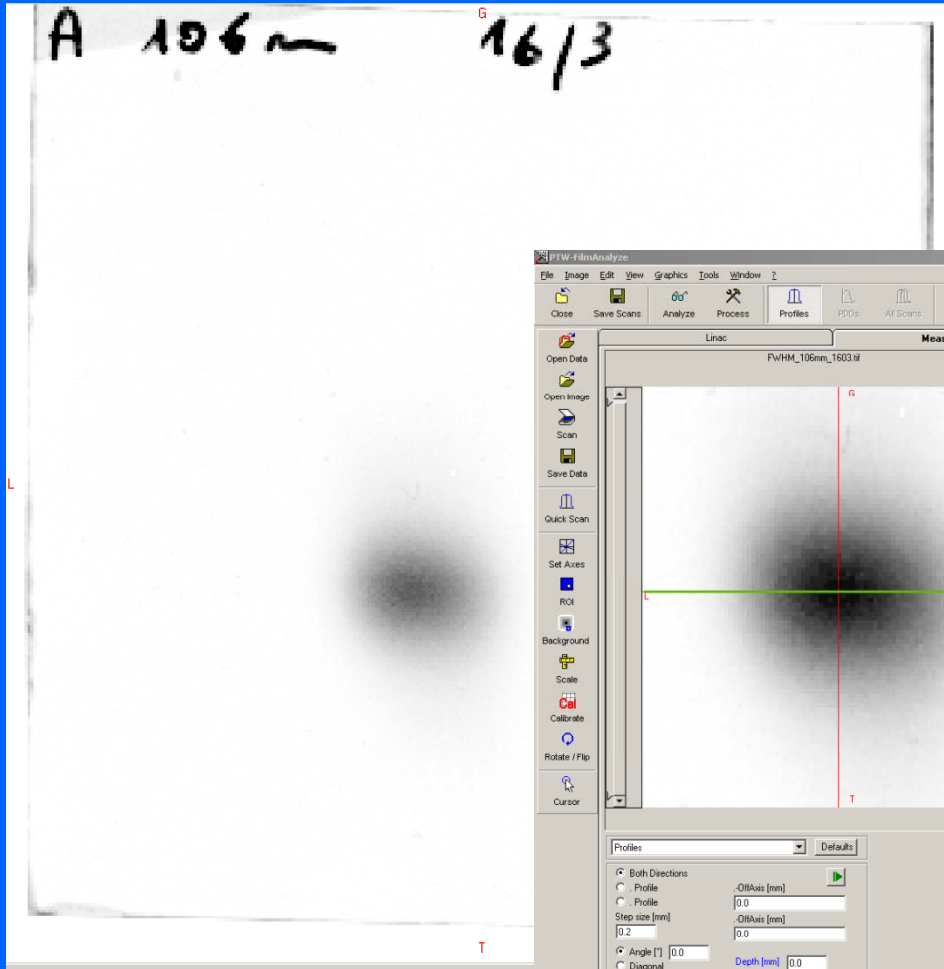 G
A 106 mm 16/3
L
T
PTW-FilmAnalyze
File Image Edit View Graphics Tools Window ?
Close Save Scans Analyze Process Profiles PDDs All Scans
Linac Meas
FWHM_106mm_1603.tif
Open Data
Open Image
Scan
Save Data
Quick Scan
Set Axes
ROI
Background
Scale
Cal
Calibrate
Rotate / Flip
Cursor
G
L
T
Profiles Defaults
Both Directions
. Profile .-OffAxis [mm]
. Profile 0.0
Step size [mm] .-OffAxis [mm]
0.2 0.0
Angle [°] 0.0
Diagonal Depth [mm] 0.0